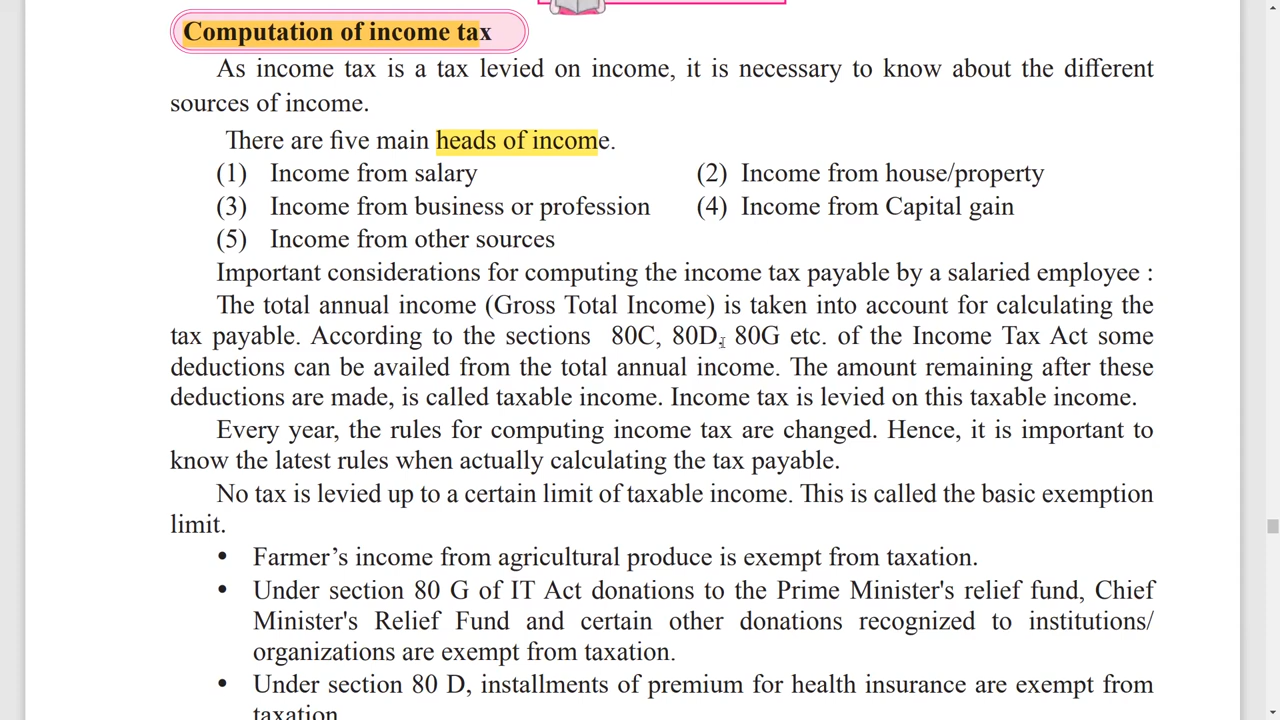 Computation of income tax
As income tax is a tax levied on income, it is necessary to know about the different
sources of income.
There are five main heads of income.
(1) Income from salary (2) Income from house/property
(3) Income from business or profession (4) Income from Capital gain
(5) Income from other sources
Important considerations for computing the income tax payable by a salaried employee :
The total annual income (Gross Total Income) is taken into account for calculating the
tax payable. According to the sections 80C, 80D, 80G etc. of the Income Tax Act some
deductions can be availed from the total annual income. The amount remaining after these
deductions are made, is called taxable income. Income tax is levied on this taxable income.
Every year, the rules for computing income tax are changed. Hence, it is important to
know the latest rules when actually calculating the tax payable.
No tax is levied up to a certain limit of taxable income. This is called the basic exemption
limit.
• Farmer's income from agricultural produce is exempt from taxation.
• Under section 80 G of IT Act donations to the Prime Minister's relief fund, Chief
Minister's Relief Fund and certain other donations recognized to institutions/
organizations are exempt from taxation.
• Under section 80 D, installments of premium for health insurance are exempt from
taxation